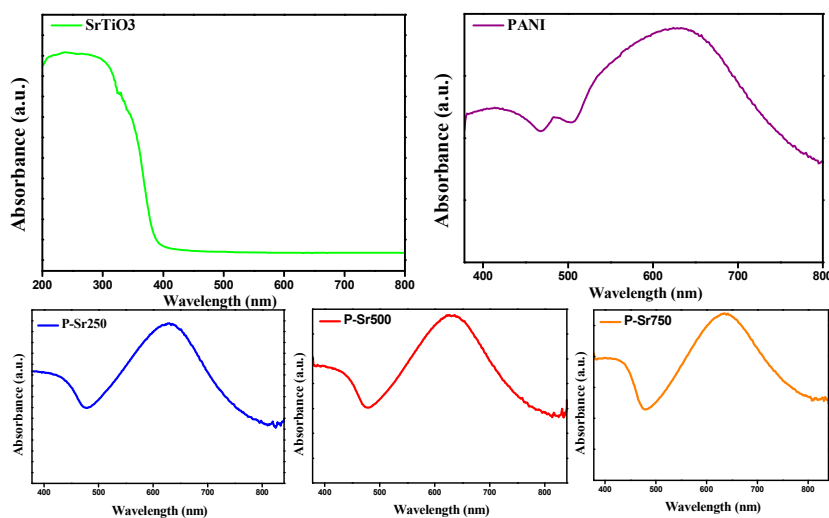 SrTiO3
Absorbance (a.u.)
200 300 400 500 600 700 800
Wavelength (nm)
PANI
Absorbance (a.u.)
400 500 600 700 800
Wavelength (nm)
P-Sr250
Absorbance (a.u.)
400 500 600 700 800
Wavelength (nm)
P-Sr500
Absorbance (a.u.)
400 500 600 700 800
Wavelength (nm)
P-Sr750
Absorbance (a.u.)
400 500 600 700 800
Wavelength (nm)